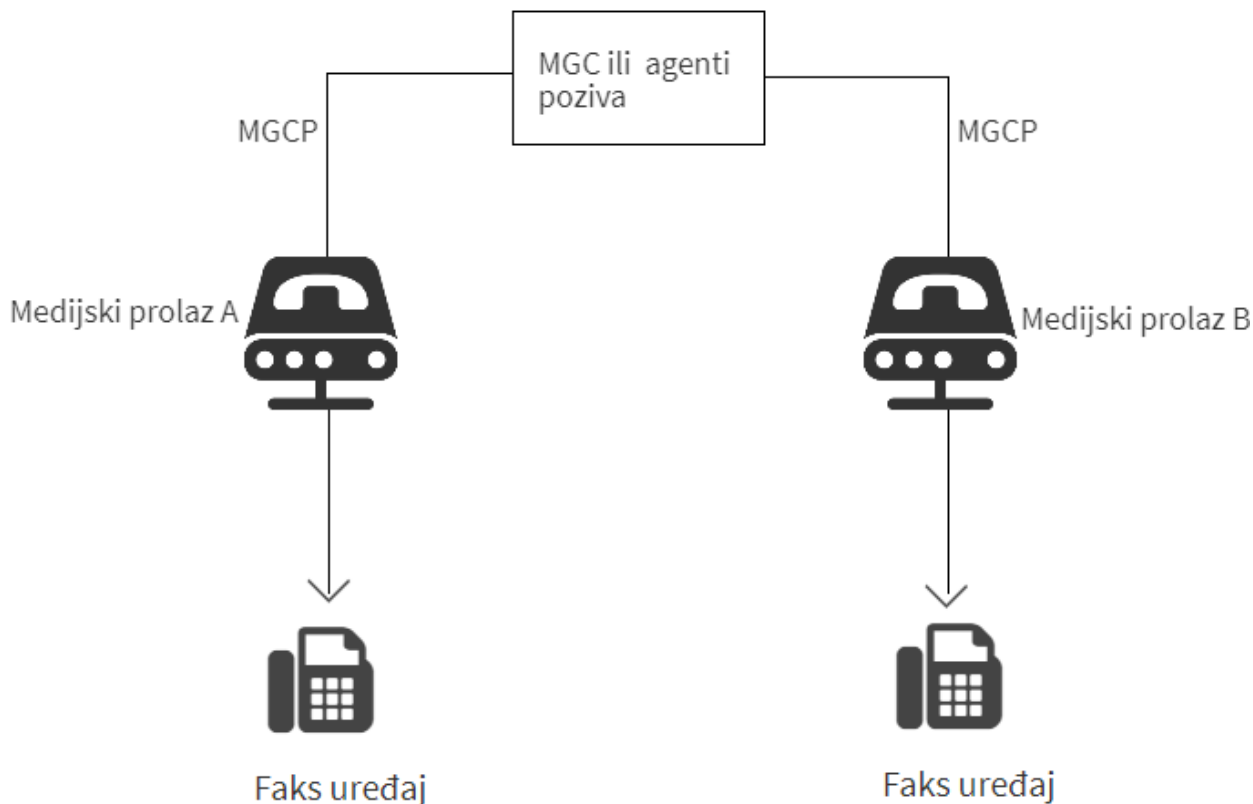 MGC ili agenti
poziva
MGCP
MGCP
Medijski prolaz A
Medijski prolaz B
Faks uređaj
Faks uređaj